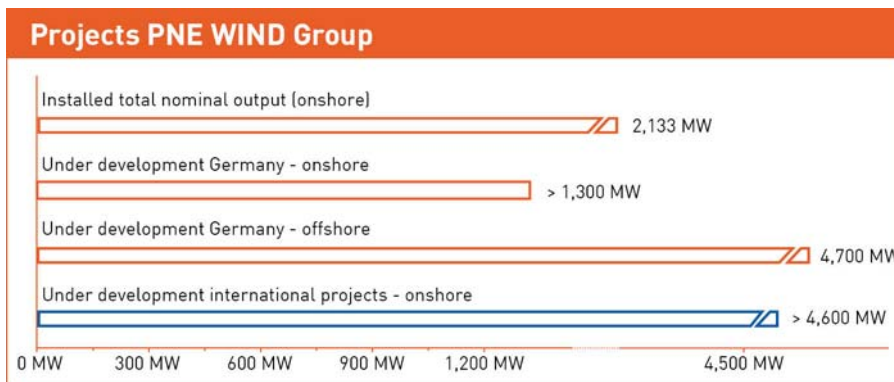 Projects PNE WIND Group
Installed total nominal output (onshore)
2,133 MW
Under development Germany - onshore
> 1,300 MW
Under development Germany - offshore
4,700 MW
Under development international projects - onshore
> 4,600 MW
0 MW 300 MW 600 MW 900 MW 1,200 MW 4,500 MW